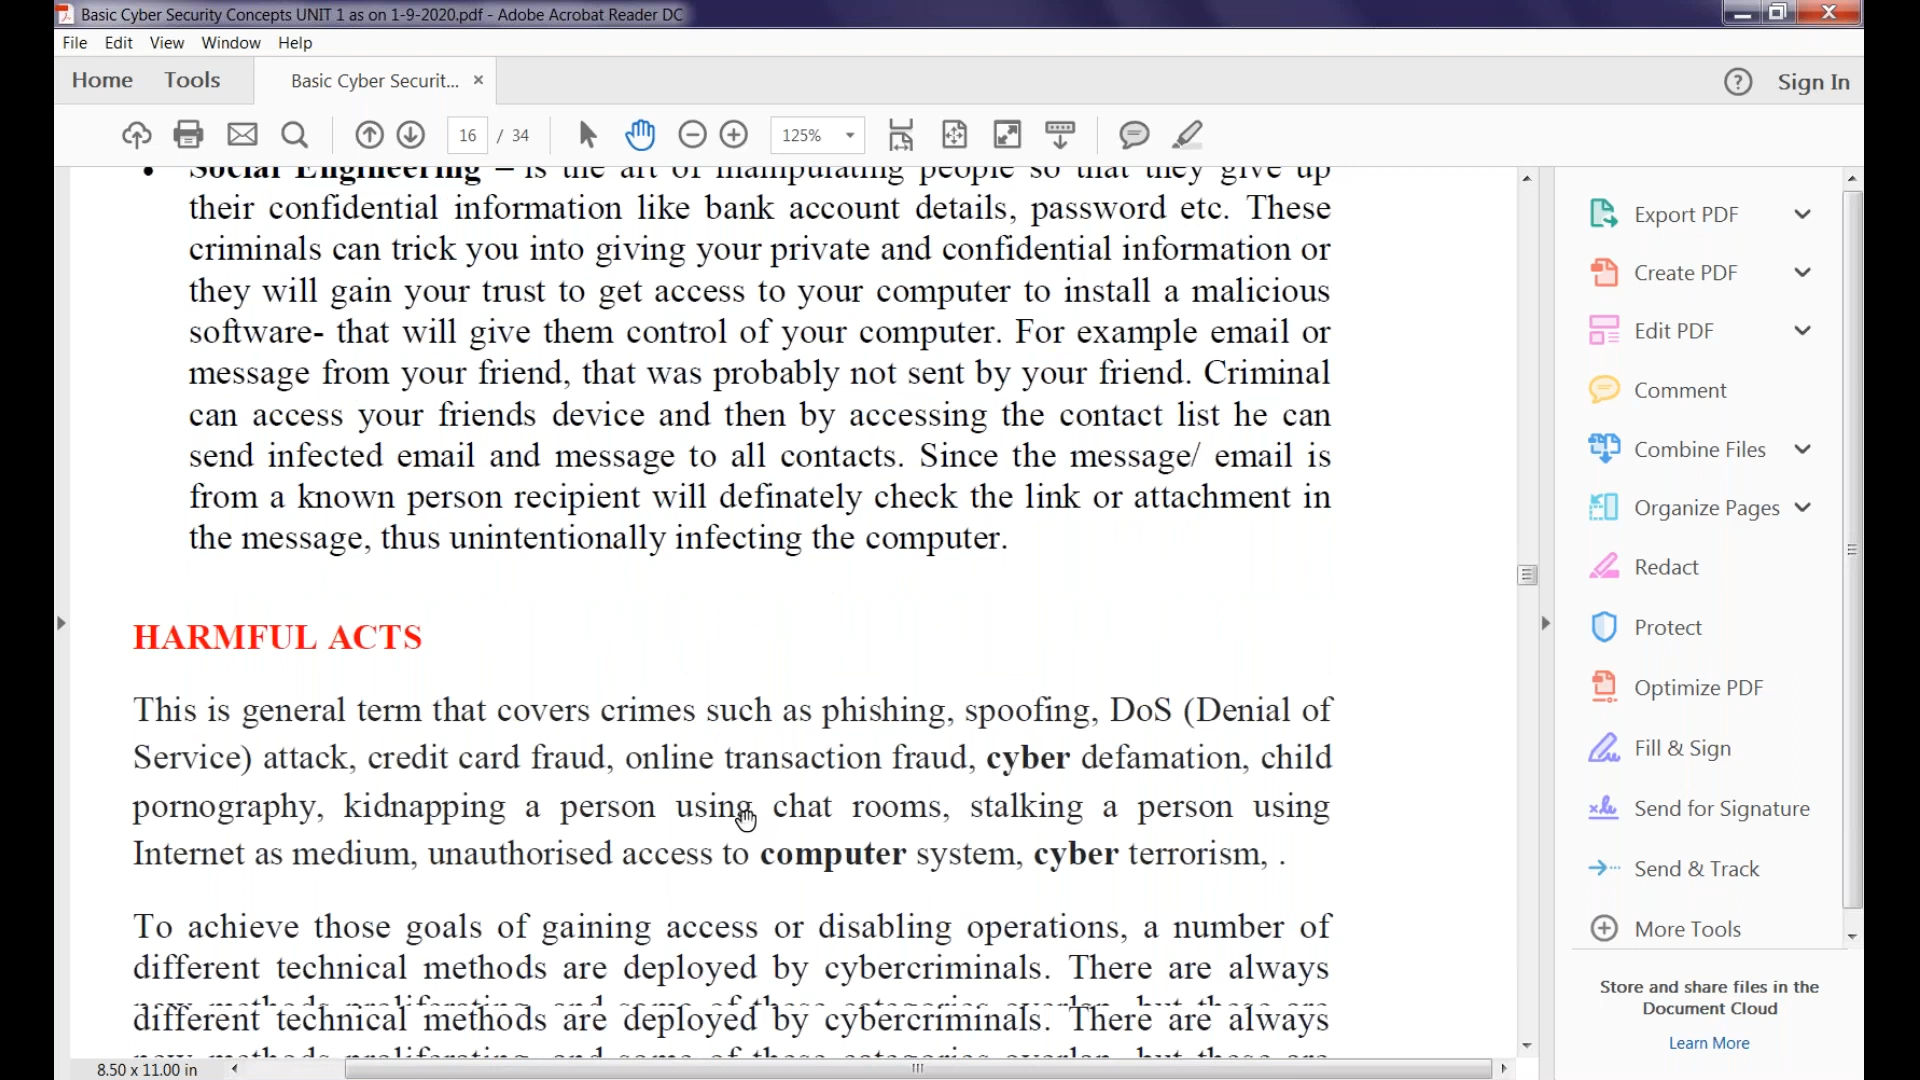 Basic Cyber Security Concepts UNIT 1 as on 1-9-2020.pdf - Adobe Acrobat Reader DC
File Edit View Window Help
Home Tools Basic Cyber Securit... × Sign In
16 / 34 125%
• Social Engineering – is the art of manipulating people so that they give up
their confidential information like bank account details, password etc. These
criminals can trick you into giving your private and confidential information or
they will gain your trust to get access to your computer to install a malicious
software- that will give them control of your computer. For example email or
message from your friend, that was probably not sent by your friend. Criminal
can access your friends device and then by accessing the contact list he can
send infected email and message to all contacts. Since the message/ email is
from a known person recipient will definately check the link or attachment in
the message, thus unintentionally infecting the computer.
HARMFUL ACTS
This is general term that covers crimes such as phishing, spoofing, DoS (Denial of
Service) attack, credit card fraud, online transaction fraud, cyber defamation, child
pornography, kidnapping a person using chat rooms, stalking a person using
Internet as medium, unauthorised access to computer system, cyber terrorism, .
To achieve those goals of gaining access or disabling operations, a number of
different technical methods are deployed by cybercriminals. There are always
different technical methods are deployed by cybercriminals. There are always
8.50 x 11.00 in
Export PDF
Create PDF
Edit PDF
Comment
Combine Files
Organize Pages
Redact
Protect
Optimize PDF
Fill & Sign
Send for Signature
Send & Track
More Tools
Store and share files in the
Document Cloud
Learn More